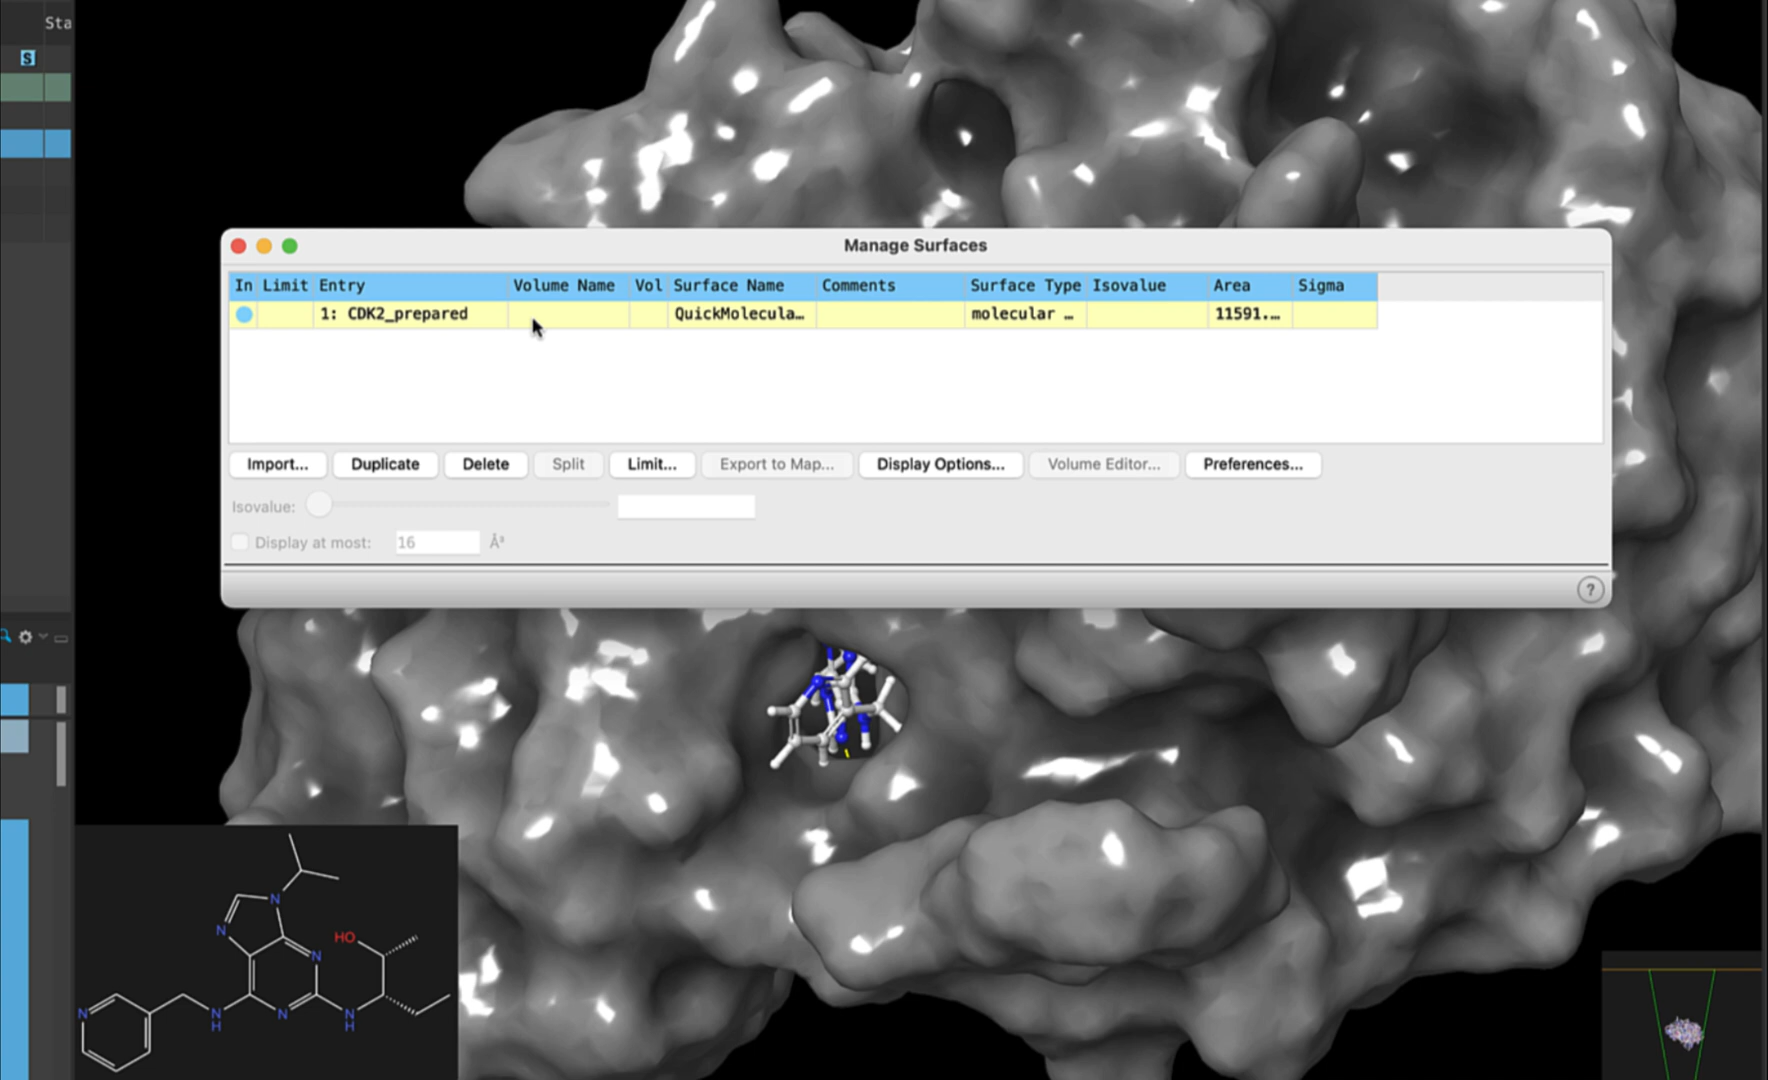 Sta
S
Manage Surfaces
In Limit Entry Volume Name Vol Surface Name Comments Surface Type Isovalue Area Sigma
1: CDK2_prepared QuickMolecula… molecular … 11591.…
Import... Duplicate Delete Split Limit... Export to Map... Display Options... Volume Editor... Preferences...
Isovalue:
Display at most: 16 Å³
?
N
N
HO
N
N
N
N
N
H
H